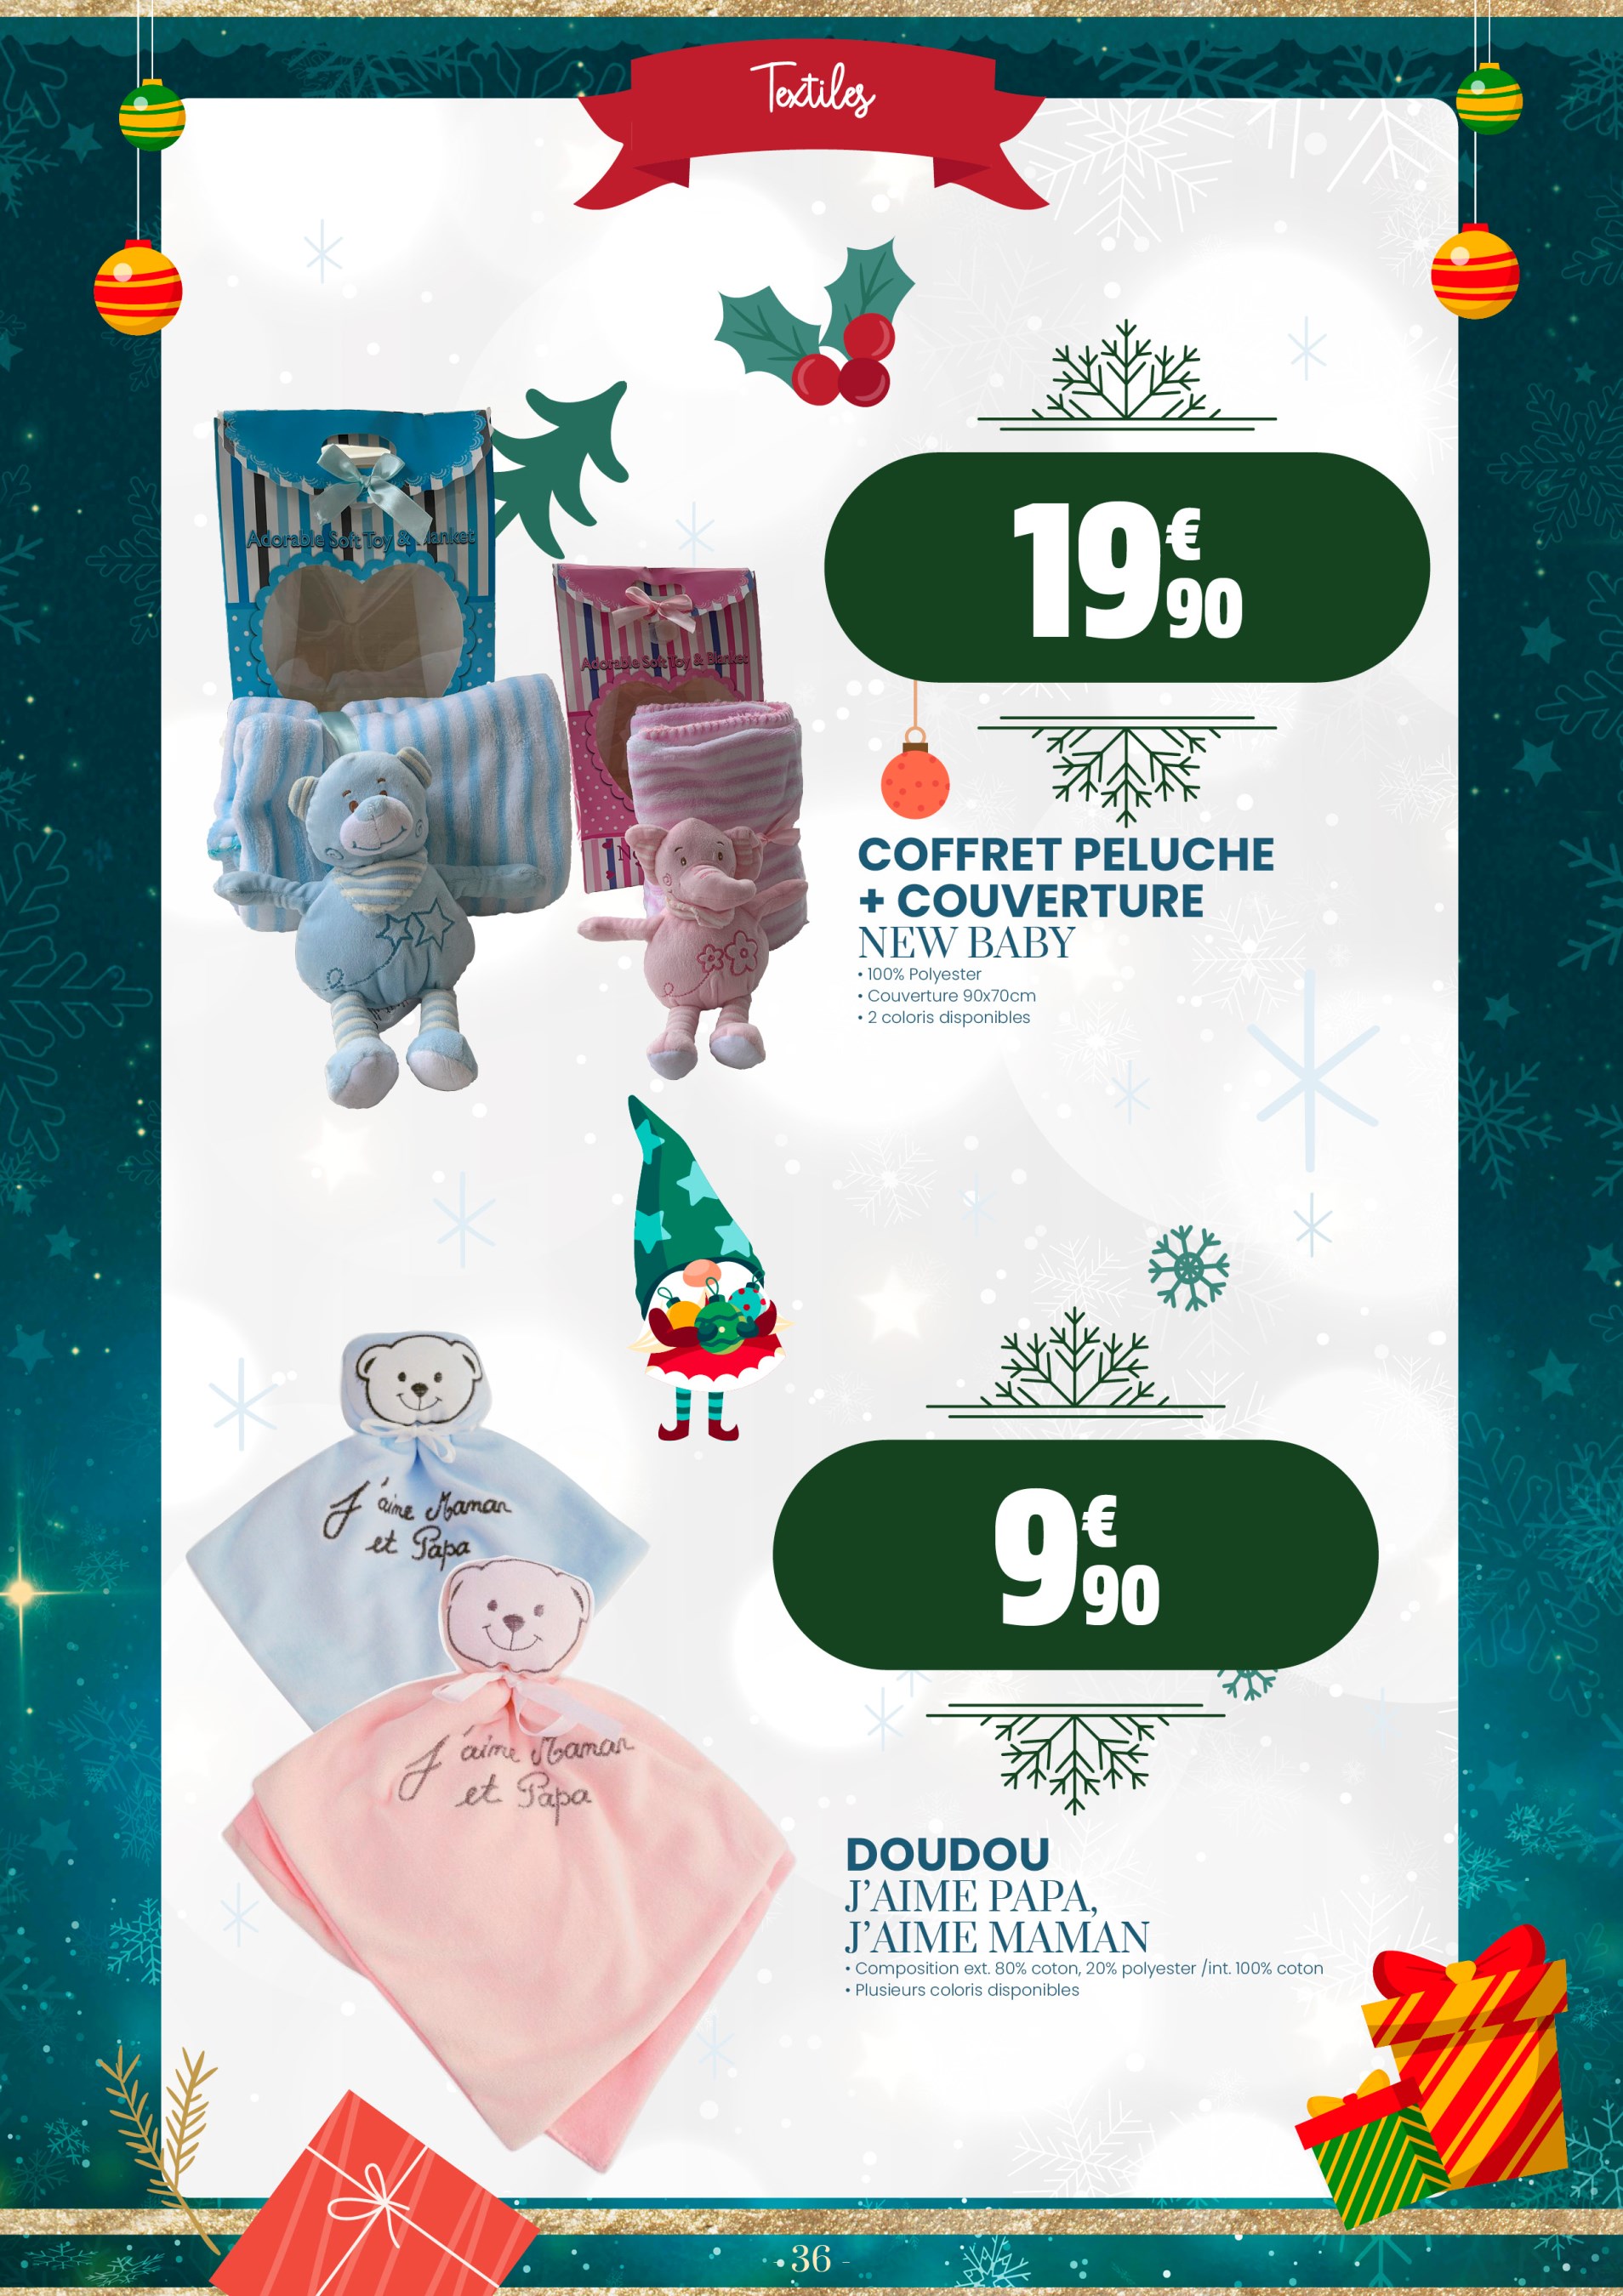 Textiles
Adorable Soft Toy &
Adorable Soft Toy & Blanket
19€
90
COFFRET PELUCHE
+ COUVERTURE
NEW BABY
• 100% Polyester
• Couverture 90x70cm
• 2 coloris disponibles
J'aime Maman
et Papa
9€
90
J'aime Maman
et Papa
DOUDOU
J'AIME PAPA,
J'AIME MAMAN
• Composition ext. 80% coton, 20% polyester /int. 100% coton
• Plusieurs coloris disponibles
- 36 -